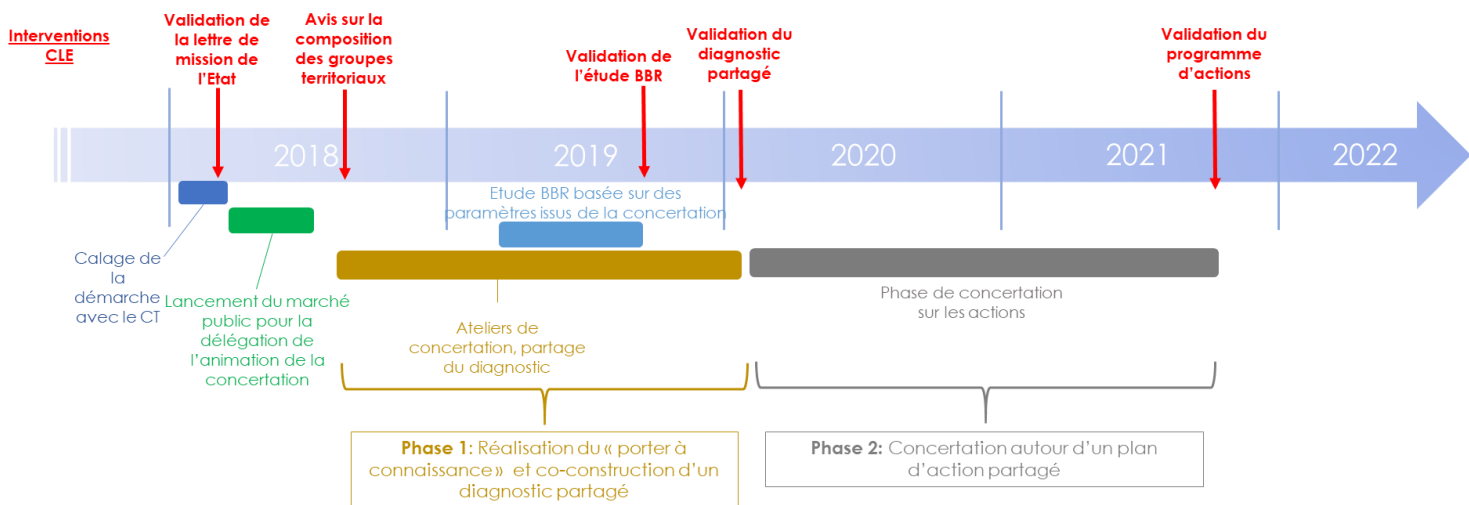 Interventions
CLE
Validation de
la lettre de
mission de
l'Etat
Avis sur la
composition
des groupes
territoriaux
Validation de
l'étude BBR
Validation du
diagnostic
partagé
Validation du
programme
d'actions
2018
2019
2020
2021
2022
Etude BBR basée sur des
paramètres issus de la concertation
Calage de
la
démarche
avec le CT
Lancement du marché
public pour la
délégation de
l'animation de la
concertation
Ateliers de
concertation, partage
du diagnostic
Phase de concertation
sur les actions
Phase 1: Réalisation du « porter à
connaissance » et co-construction d'un
diagnostic partagé
Phase 2: Concertation autour d'un plan
d'action partagé